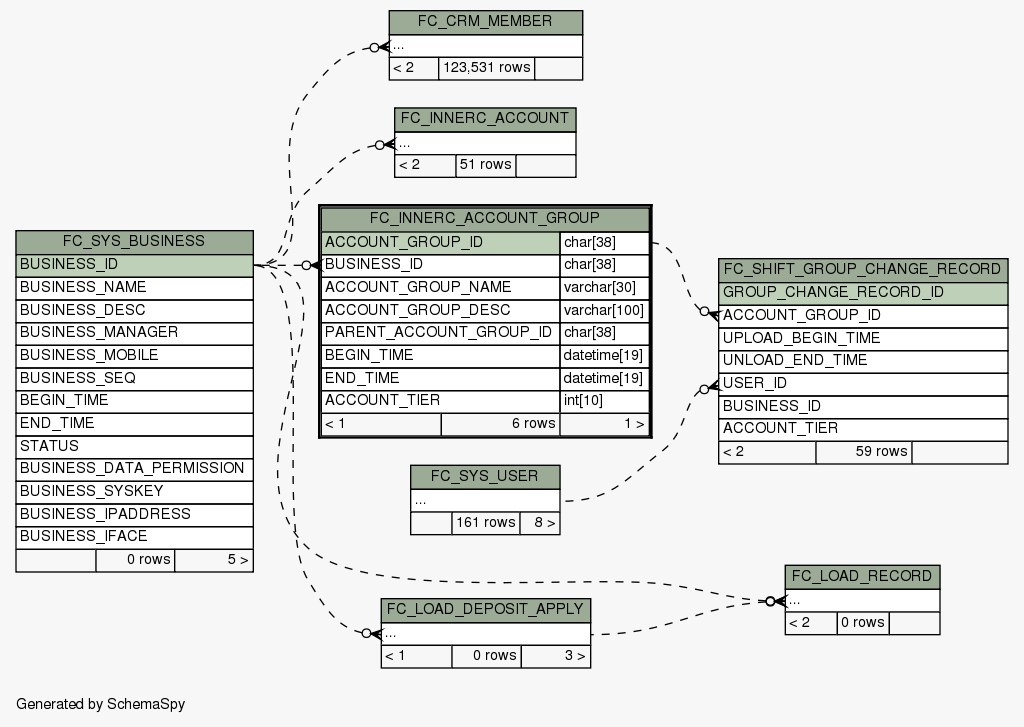 FC_CRM_MEMBER
...
< 2 123,531 rows
FC_INNERC_ACCOUNT
...
< 2 51 rows
FC_SYS_BUSINESS
BUSINESS_ID
BUSINESS_NAME
BUSINESS_DESC
BUSINESS_MANAGER
BUSINESS_MOBILE
BUSINESS_SEQ
BEGIN_TIME
END_TIME
STATUS
BUSINESS_DATA_PERMISSION
BUSINESS_SYSKEY
BUSINESS_IPADDRESS
BUSINESS_IFACE
0 rows 5 >
FC_INNERC_ACCOUNT_GROUP
ACCOUNT_GROUP_ID char[38]
BUSINESS_ID char[38]
ACCOUNT_GROUP_NAME varchar[30]
ACCOUNT_GROUP_DESC varchar[100]
PARENT_ACCOUNT_GROUP_ID char[38]
BEGIN_TIME datetime[19]
END_TIME datetime[19]
ACCOUNT_TIER int[10]
< 1 6 rows 1 >
FC_SHIFT_GROUP_CHANGE_RECORD
GROUP_CHANGE_RECORD_ID
ACCOUNT_GROUP_ID
UPLOAD_BEGIN_TIME
UNLOAD_END_TIME
USER_ID
BUSINESS_ID
ACCOUNT_TIER
< 2 59 rows
FC_SYS_USER
...
161 rows 8 >
FC_LOAD_RECORD
...
< 2 0 rows
FC_LOAD_DEPOSIT_APPLY
...
< 1 0 rows 3 >
Generated by SchemaSpy